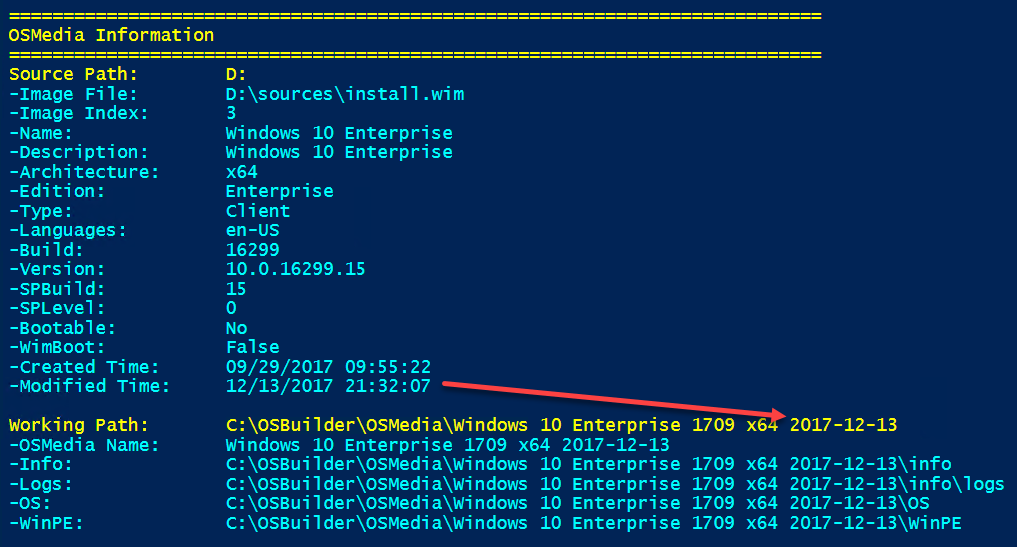 ===========================================================================
OSMedia Information
===========================================================================
Source Path:        D:
-Image File:        D:\sources\install.wim
-Image Index:       3
-Name:              Windows 10 Enterprise
-Description:       Windows 10 Enterprise
-Architecture:      x64
-Edition:           Enterprise
-Type:              Client
-Languages:         en-US
-Build:             16299
-Version:           10.0.16299.15
-SPBuild:           15
-SPLevel:           0
-Bootable:          No
-WimBoot:           False
-Created Time:      09/29/2017 09:55:22
-Modified Time:     12/13/2017 21:32:07
Working Path:       C:\OSBuilder\OSMedia\Windows 10 Enterprise 1709 x64 2017-12-13
-OSMedia Name:      Windows 10 Enterprise 1709 x64 2017-12-13
-Info:              C:\OSBuilder\OSMedia\Windows 10 Enterprise 1709 x64 2017-12-13\info
-Logs:              C:\OSBuilder\OSMedia\Windows 10 Enterprise 1709 x64 2017-12-13\info\logs
-OS:                C:\OSBuilder\OSMedia\Windows 10 Enterprise 1709 x64 2017-12-13\OS
-WinPE:             C:\OSBuilder\OSMedia\Windows 10 Enterprise 1709 x64 2017-12-13\WinPE